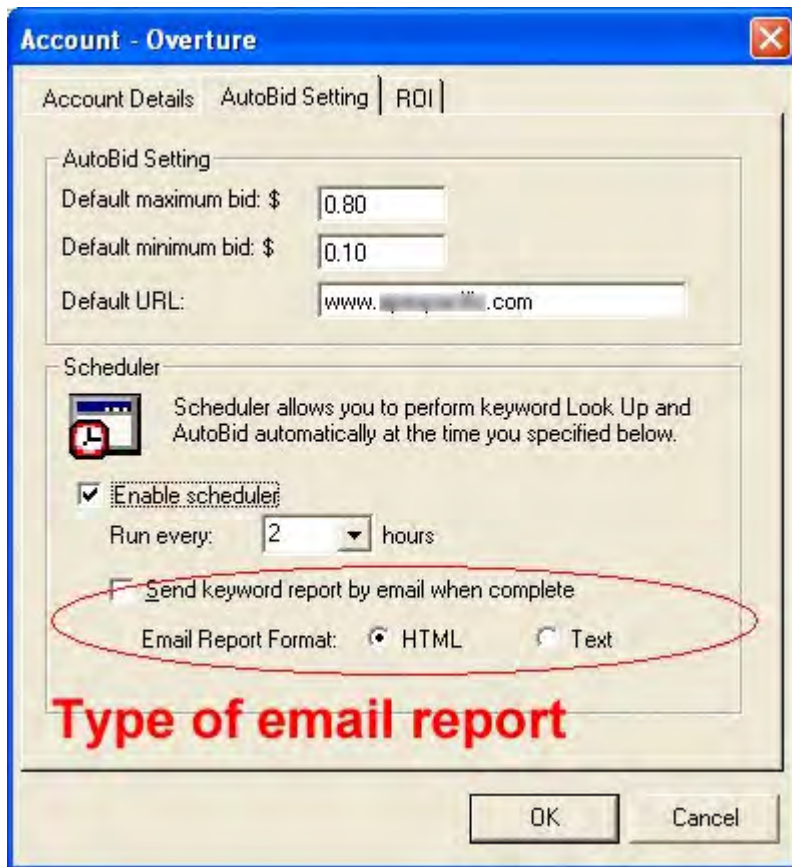 Account - Overture
Account Details AutoBid Setting ROI
AutoBid Setting
Default maximum bid: $ 0.80
Default minimum bid: $ 0.10
Default URL: www. .com
Scheduler
Scheduler allows you to perform keyword Look Up and
AutoBid automatically at the time you specified below.
Enable scheduler
Run every: 2 hours
Send keyword report by email when complete
Email Report Format: HTML Text
Type of email report
OK Cancel